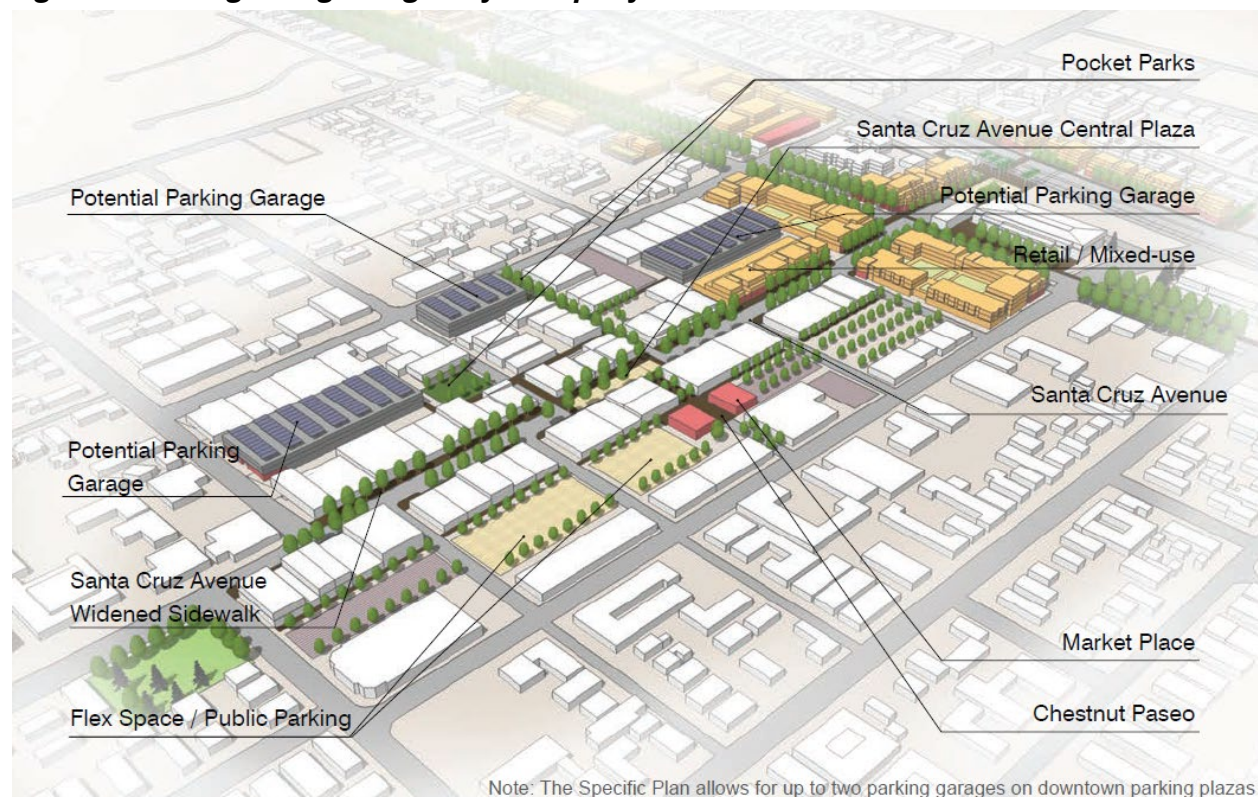 Pocket Parks
Santa Cruz Avenue Central Plaza
Potential Parking Garage
Potential Parking Garage
Retail / Mixed-use
Santa Cruz Avenue
Potential Parking
Garage
Santa Cruz Avenue
Widened Sidewalk
Market Place
Flex Space / Public Parking
Chestnut Paseo
Note: The Specific Plan allows for up to two parking garages on downtown parking plazas